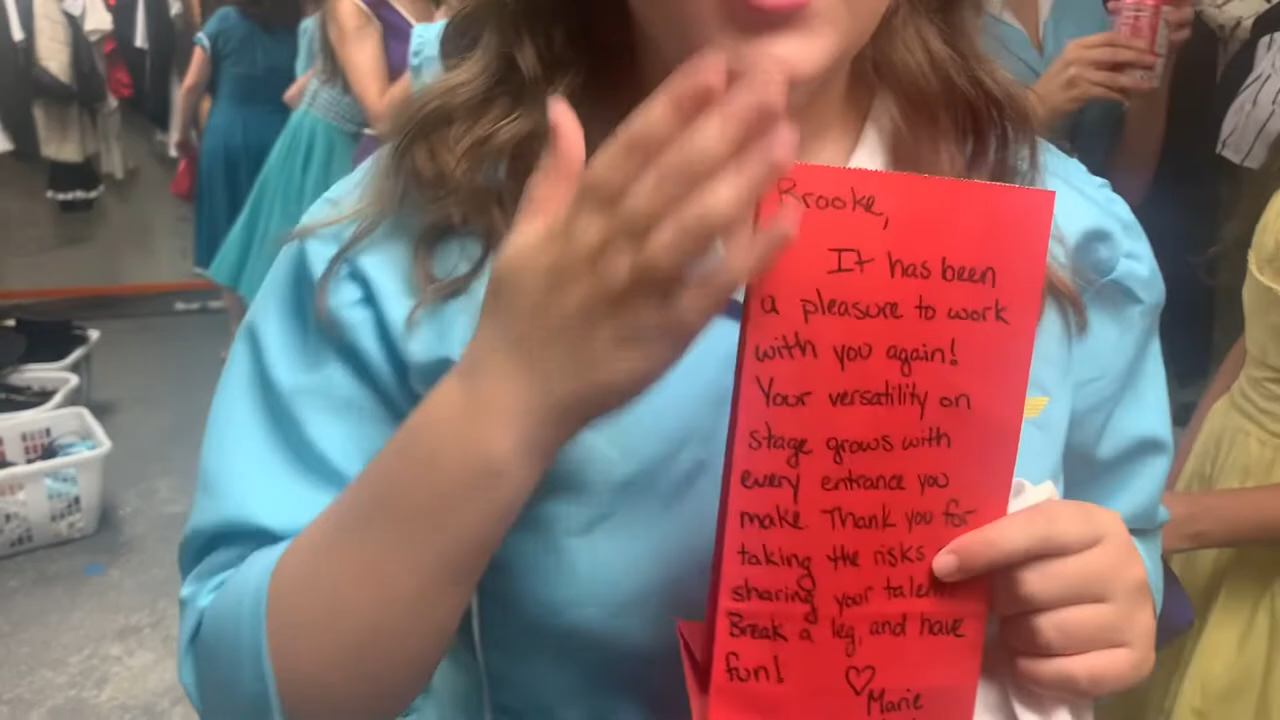 Brooke,
It has been
a pleasure to work
with you again!
Your versatility on
stage grows with
every entrance you
make. Thank you for
taking the risks
sharing your
Break a leg, and have
fun!
♡
Marie